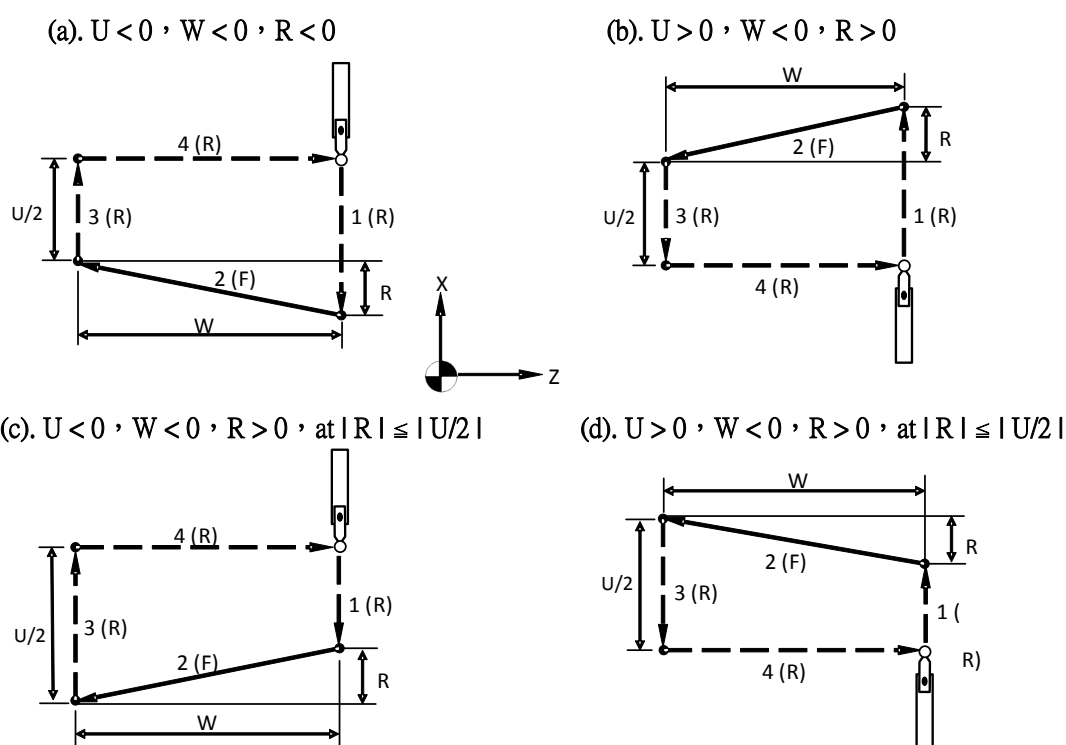 (a). U < 0，W < 0，R < 0
(b). U > 0，W < 0，R > 0
4 (R)
U/2
3 (R)
1 (R)
2 (F)
R
W
W
2 (F)
R
U/2
3 (R)
1 (R)
4 (R)
X
Z
(c). U < 0，W < 0，R > 0，at | R | ≦ | U/2 |
(d). U > 0，W < 0，R > 0，at | R | ≦ | U/2 |
4 (R)
1 (R)
U/2
3 (R)
2 (F)
R
W
W
2 (F)
R
U/2
3 (R)
1 (
R)
4 (R)